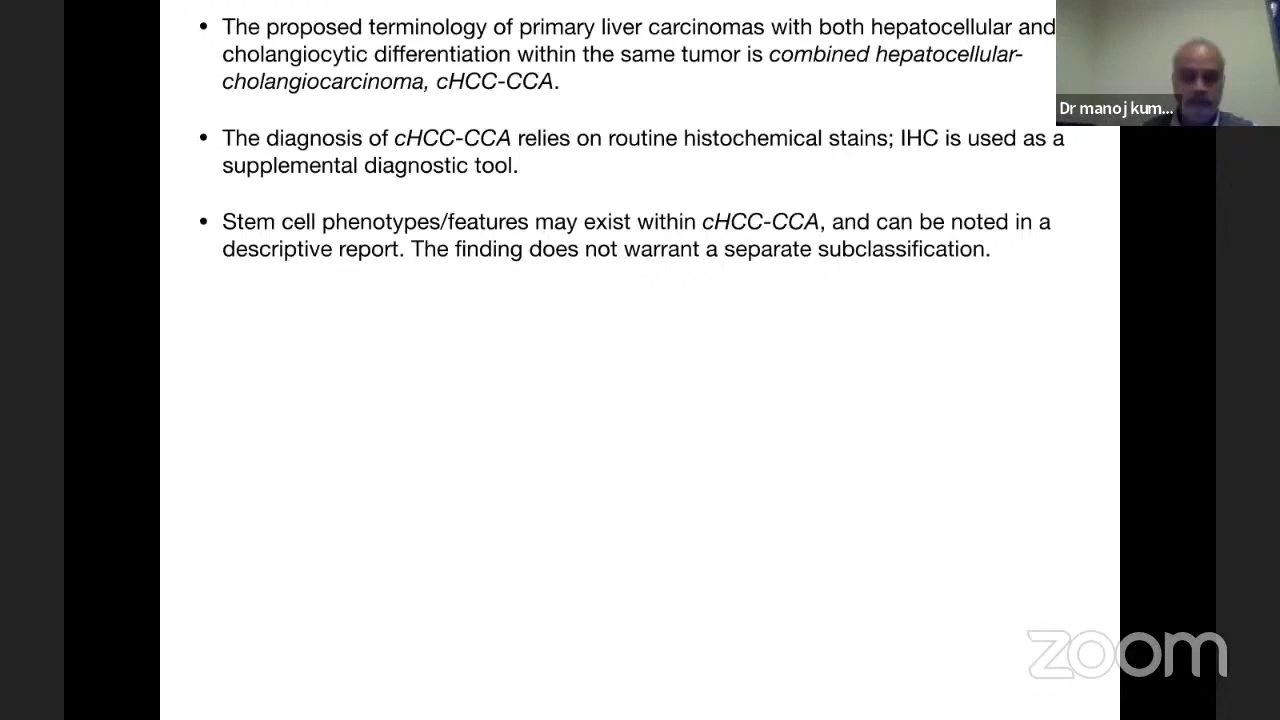 • The proposed terminology of primary liver carcinomas with both hepatocellular and
cholangiocytic differentiation within the same tumor is combined hepatocellular-
cholangiocarcinoma, cHCC-CCA.
• The diagnosis of cHCC-CCA relies on routine histochemical stains; IHC is used as a
supplemental diagnostic tool.
• Stem cell phenotypes/features may exist within cHCC-CCA, and can be noted in a
descriptive report. The finding does not warrant a separate subclassification.
Dr manoj kum...
zoom